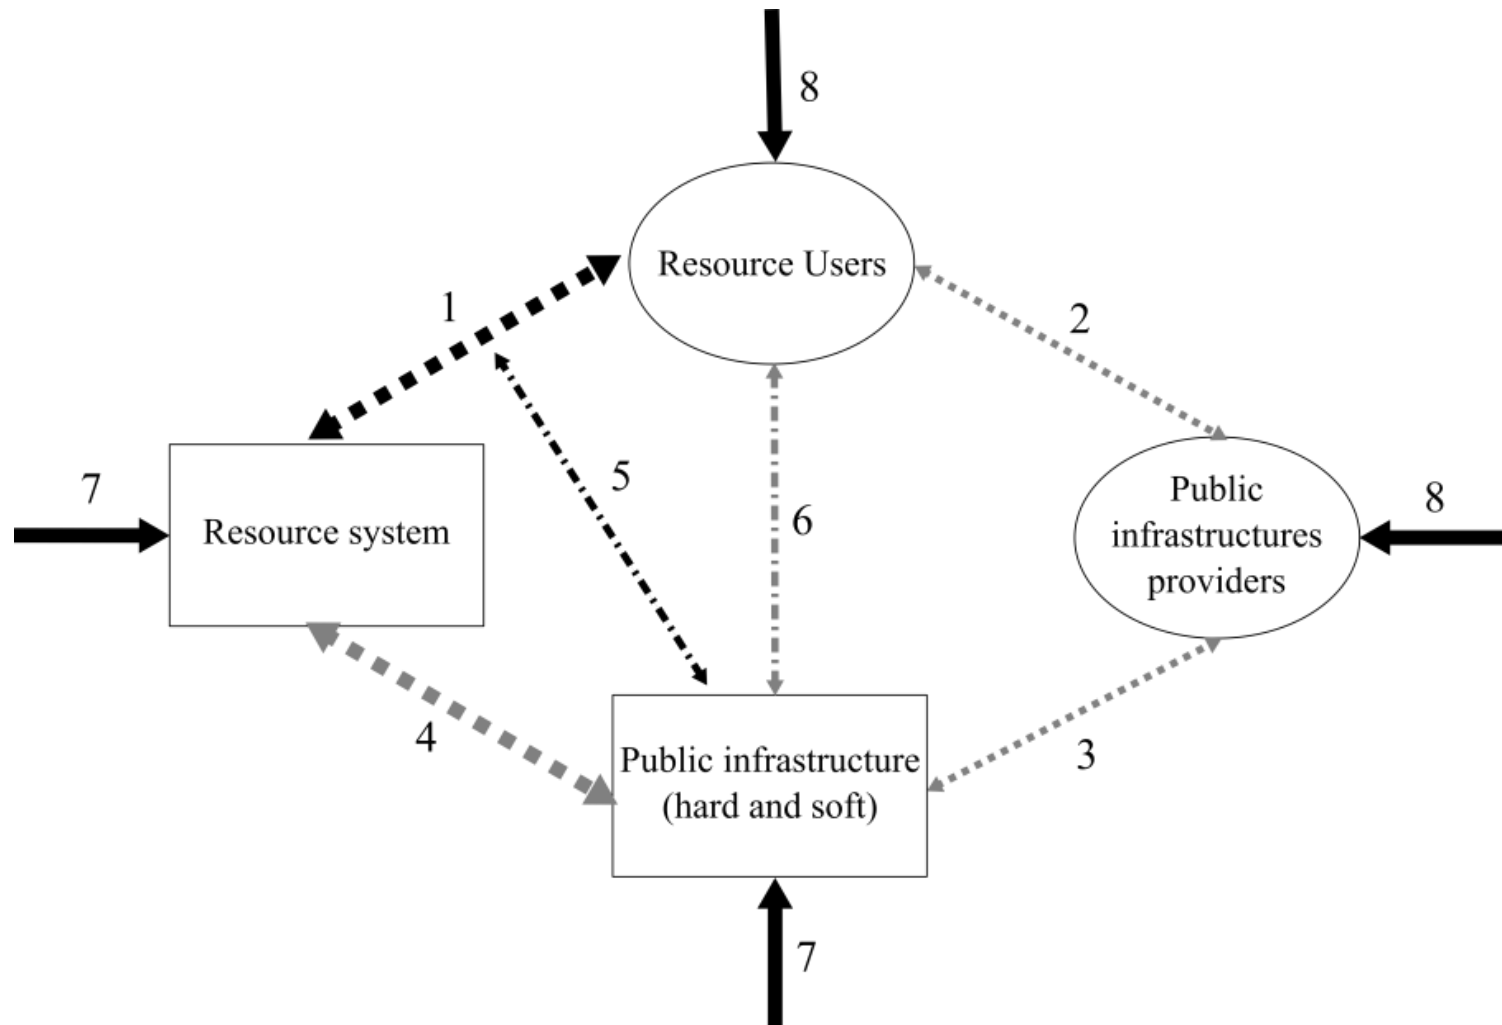 8
Resource Users
1
2
7
Resource system
5
6
Public
infrastructures
providers
8
4
Public infrastructure
(hard and soft)
3
7